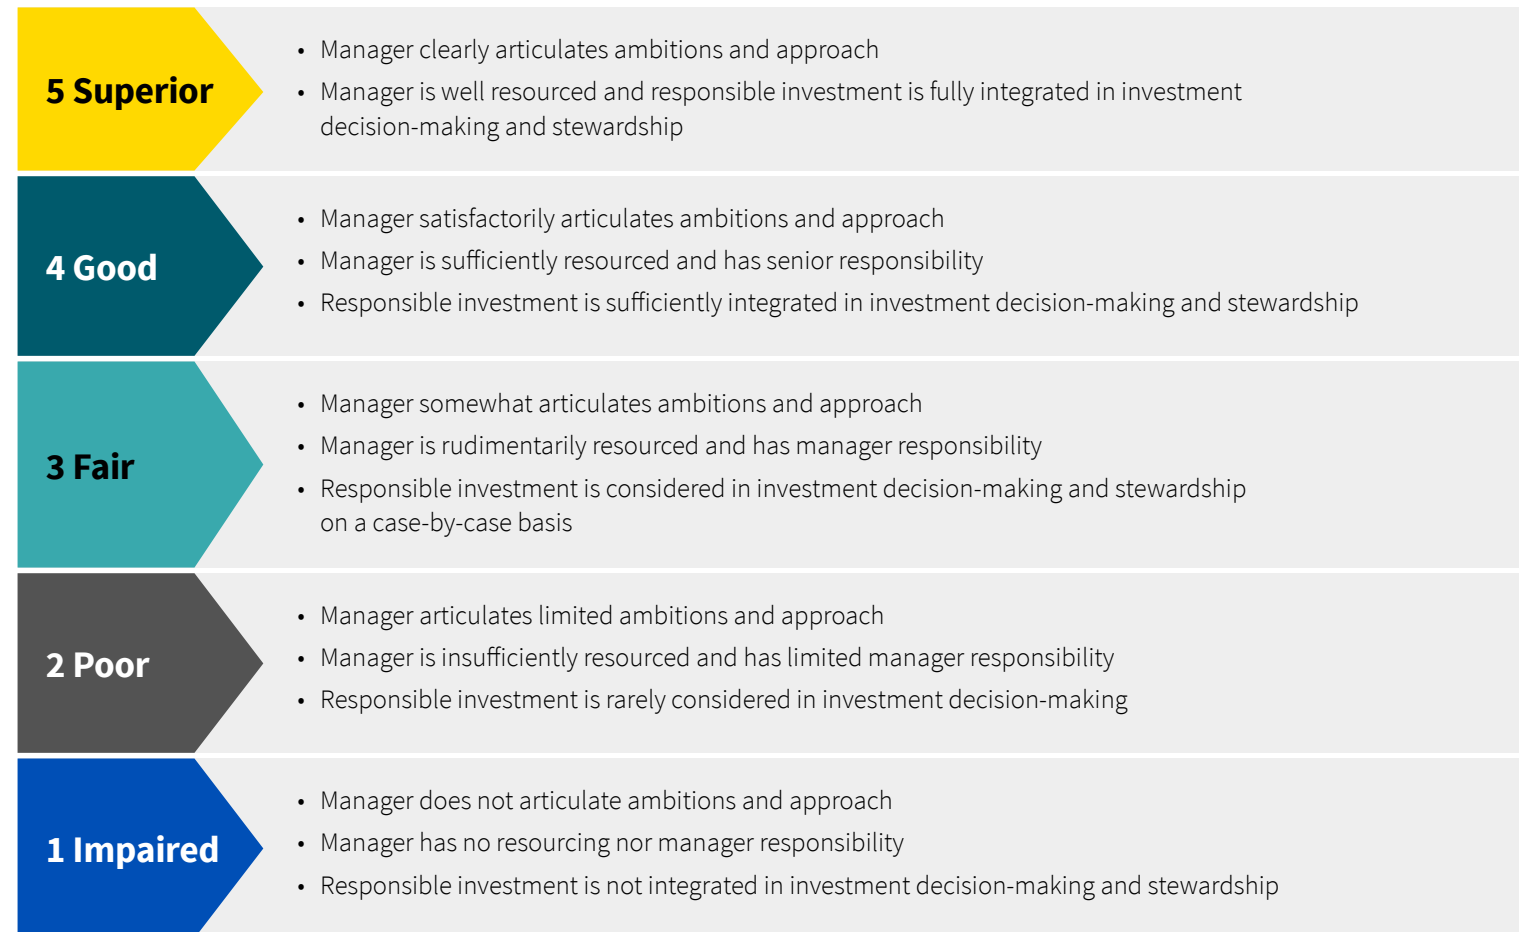 5 Superior
• Manager clearly articulates ambitions and approach
• Manager is well resourced and responsible investment is fully integrated in investment
decision-making and stewardship
4 Good
• Manager satisfactorily articulates ambitions and approach
• Manager is sufficiently resourced and has senior responsibility
• Responsible investment is sufficiently integrated in investment decision-making and stewardship
3 Fair
• Manager somewhat articulates ambitions and approach
• Manager is rudimentarily resourced and has manager responsibility
• Responsible investment is considered in investment decision-making and stewardship
on a case-by-case basis
2 Poor
• Manager articulates limited ambitions and approach
• Manager is insufficiently resourced and has limited manager responsibility
• Responsible investment is rarely considered in investment decision-making
1 Impaired
• Manager does not articulate ambitions and approach
• Manager has no resourcing nor manager responsibility
• Responsible investment is not integrated in investment decision-making and stewardship